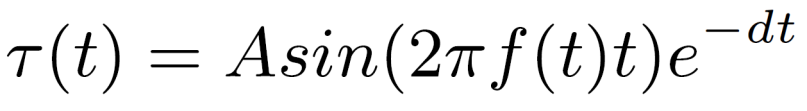 τ(t) = Asin(2πf(t)t)e^{-dt}